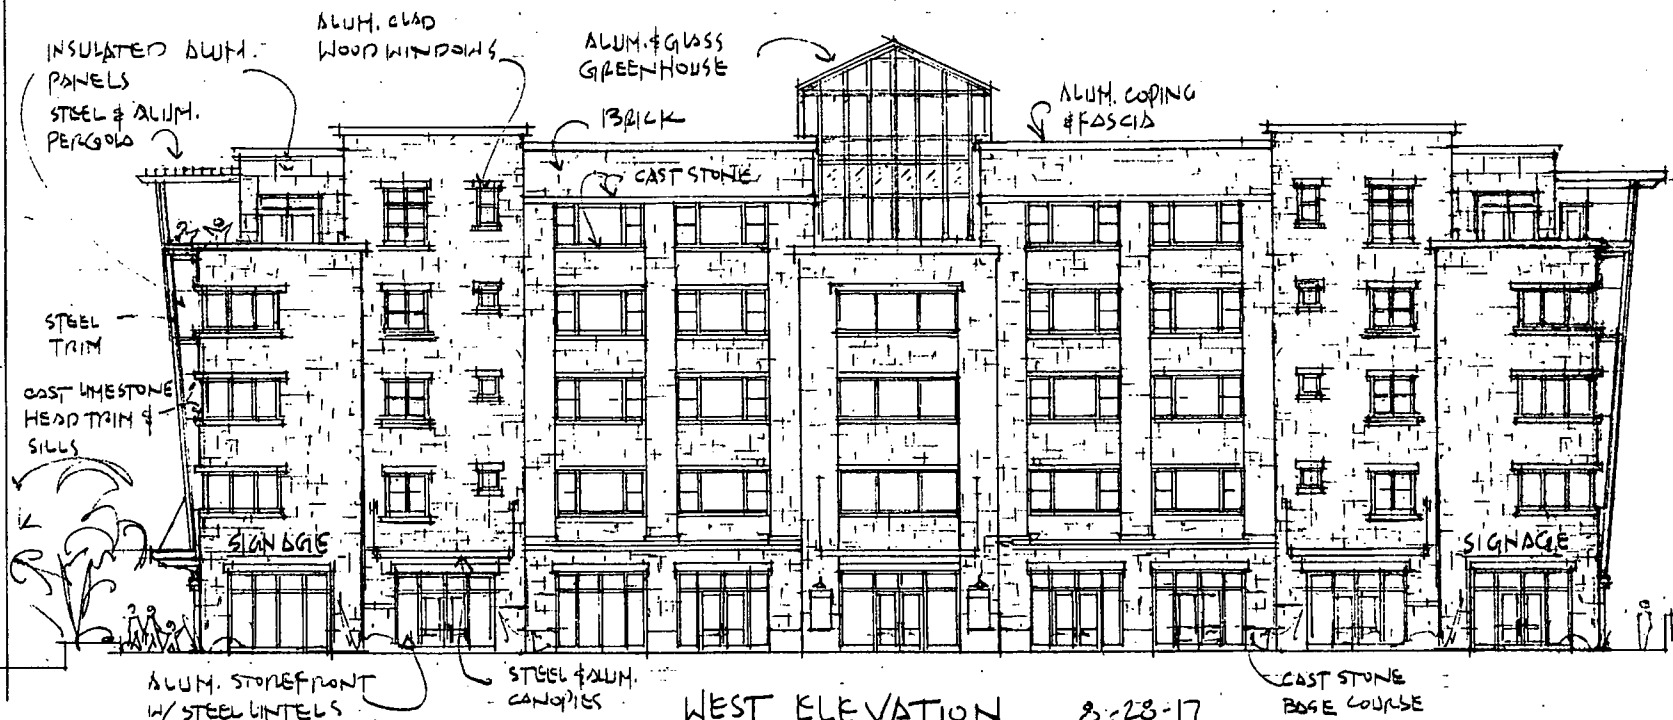 INSULATED ALUM.
PANELS
STEEL & ALUM.
PERGOLA
ALUM. CLAD
WOOD WINDOWS
ALUM. & GLASS
GREENHOUSE
BRICK
ALUM. COPING
& FASCIA
CAST STONE
STEEL
TRIM
CAST LIMESTONE
HEAD TRIM &
SILLS
SIGNAGE
SIGNAGE
ALUM. STOREFRONT
W/ STEEL LINTELS
STEEL & ALUM.
CANOPIES
WEST ELEVATION
8-28-17
CAST STONE
BASE COURSE